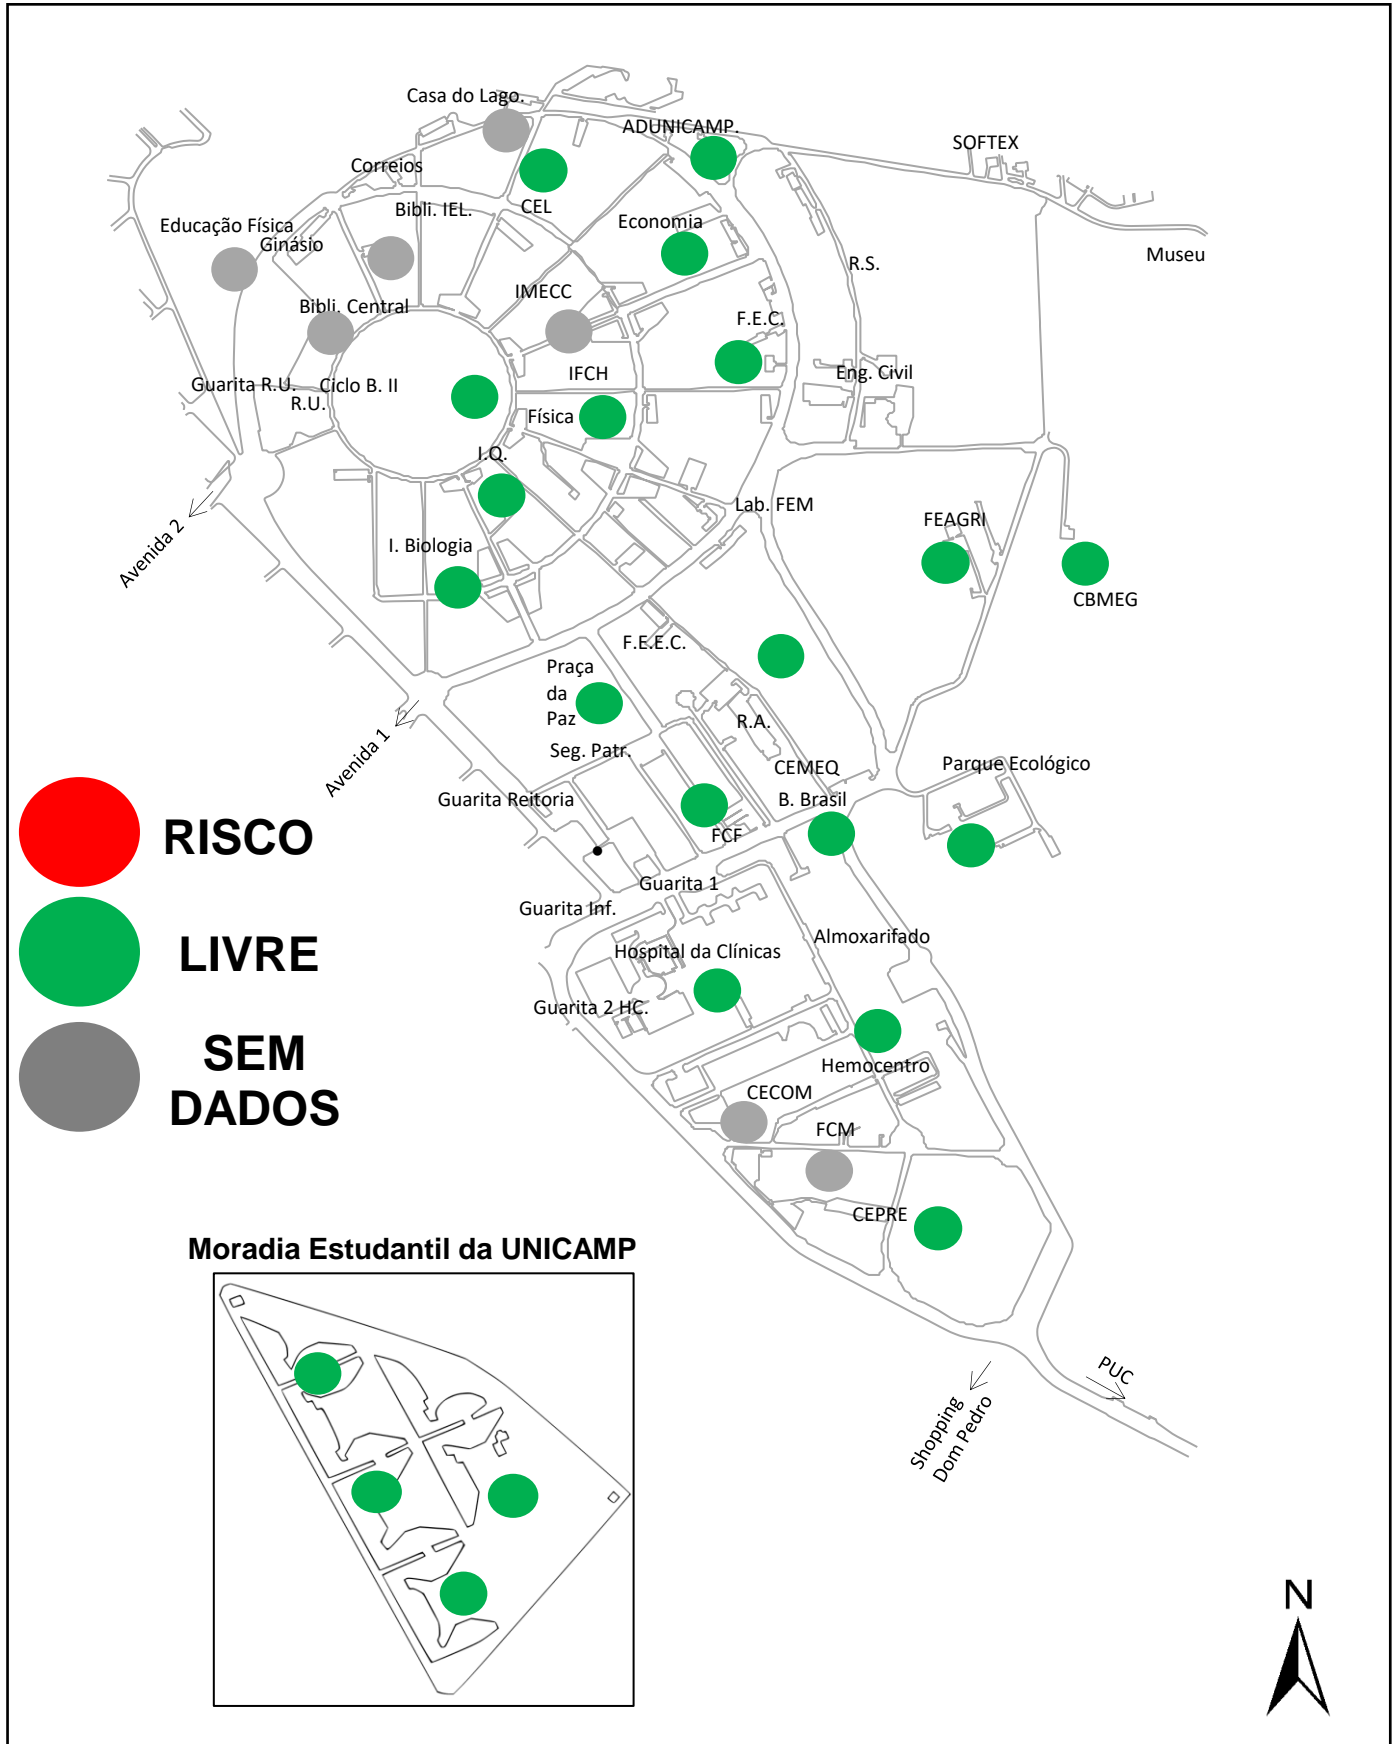 Casa do Lago.
ADUNICAMP.
SOFTEX
Correios
Bibli. IEL.
CEL
Educação Física
Ginásio
Economia
Museu
R.S.
IMECC
Bibli. Central
F.E.C.
IFCH
Eng. Civil
Guarita R.U.
Ciclo B. II
R.U.
Física
I.Q.
Lab. FEM
FEAGRI
Avenida 2
I. Biologia
CBMEG
F.E.E.C.
Praça
da
Paz
R.A.
Avenida 1
Seg. Patr.
CEMEQ
Parque Ecológico
Guarita Reitoria
B. Brasil
FCF
RISCO
Guarita 1
Guarita Inf.
LIVRE
Almoxarifado
Hospital da Clínicas
Guarita 2 HC.
SEM
DADOS
Hemocentro
CECOM
FCM
CEPRE
Moradia Estudantil da UNICAMP
PUC
Shopping
Dom Pedro
N